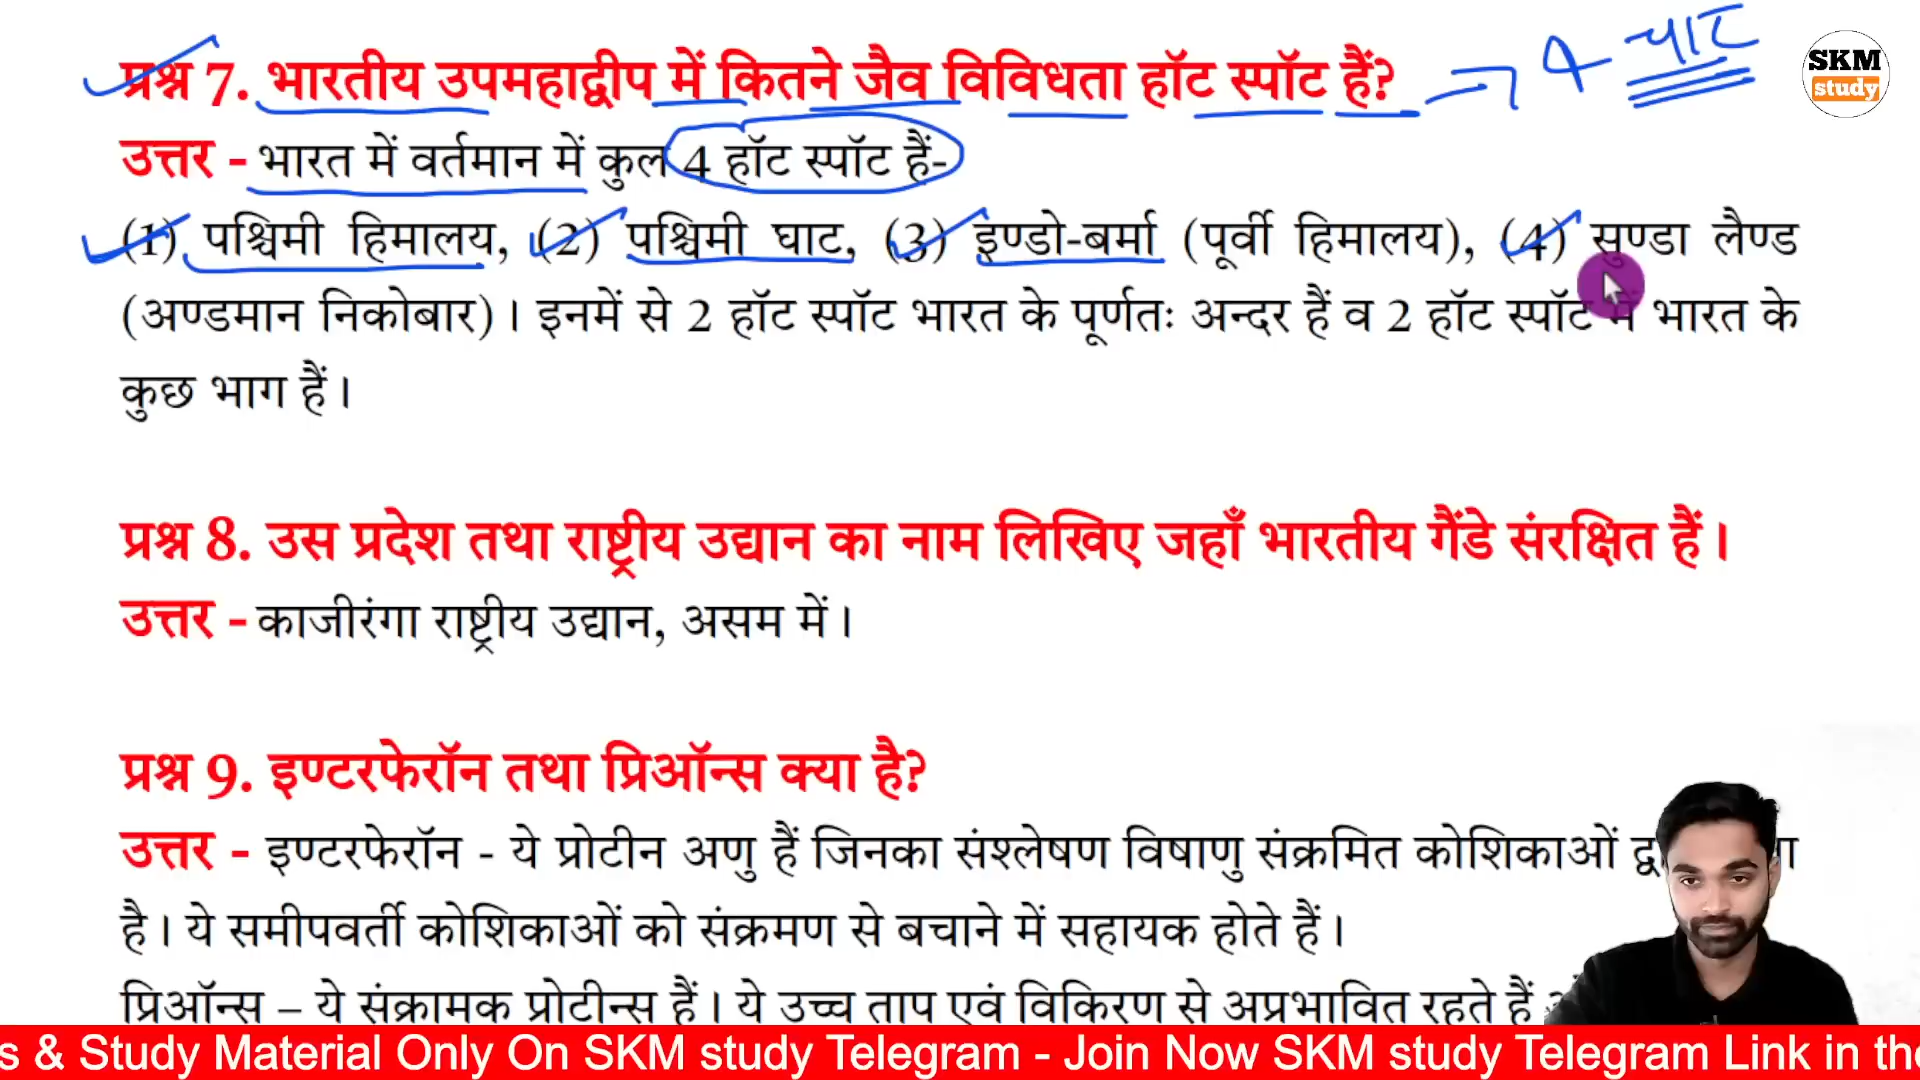 प्रश्न 7. भारतीय उपमहाद्वीप में कितने जैव विविधता हॉट स्पॉट हैं? → 4 चार
SKM
study
उत्तर - भारत में वर्तमान में कुल 4 हॉट स्पॉट हैं-
(1) पश्चिमी हिमालय, (2) पश्चिमी घाट, (3) इण्डो-बर्मा (पूर्वी हिमालय), (4) सुण्डा लैण्ड
(अण्डमान निकोबार)। इनमें से 2 हॉट स्पॉट भारत के पूर्णतः अन्दर हैं व 2 हॉट स्पॉट में भारत के
कुछ भाग हैं।
प्रश्न 8. उस प्रदेश तथा राष्ट्रीय उद्यान का नाम लिखिए जहाँ भारतीय गैंडे संरक्षित हैं।
उत्तर - काजीरंगा राष्ट्रीय उद्यान, असम में।
प्रश्न 9. इण्टरफेरॉन तथा प्रिऑन्स क्या है?
उत्तर - इण्टरफेरॉन - ये प्रोटीन अणु हैं जिनका संश्लेषण विषाणु संक्रमित कोशिकाओं
है। ये समीपवर्ती कोशिकाओं को संक्रमण से बचाने में सहायक होते हैं।
प्रिऑन्स – ये संक्रामक प्रोटीन्स हैं। ये उच्च ताप एवं विकिरण से अप्रभावित रहते हैं
s & Study Material Only On SKM study Telegram - Join Now SKM study Telegram Link in the